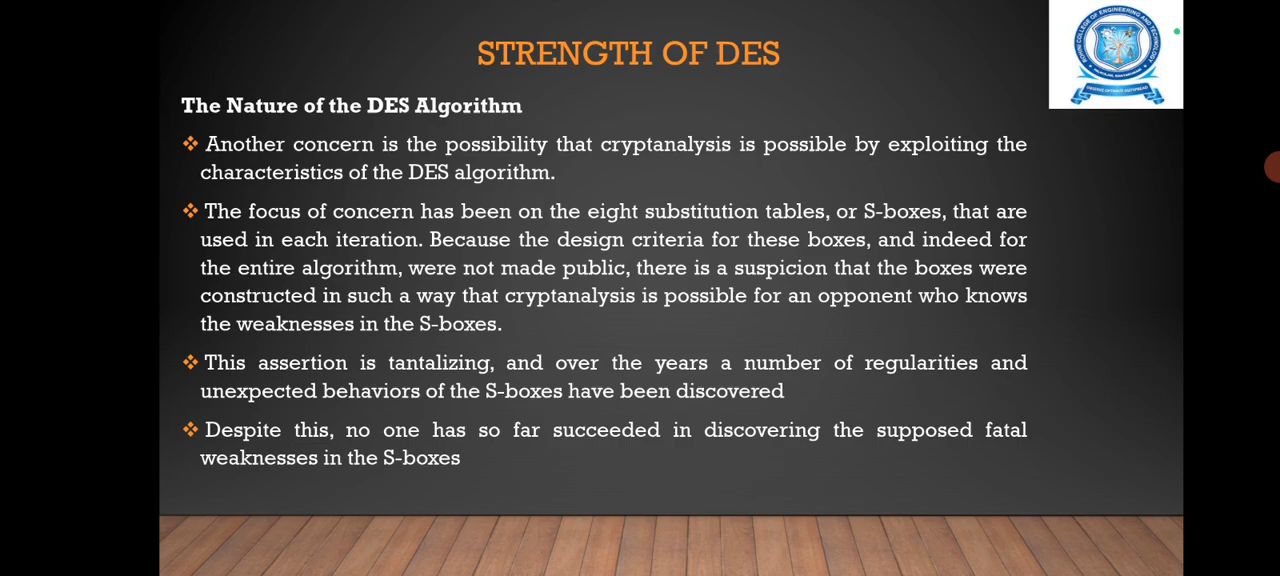 STRENGTH OF DES
The Nature of the DES Algorithm
Another concern is the possibility that cryptanalysis is possible by exploiting the
characteristics of the DES algorithm.
The focus of concern has been on the eight substitution tables, or S-boxes, that are
used in each iteration. Because the design criteria for these boxes, and indeed for
the entire algorithm, were not made public, there is a suspicion that the boxes were
constructed in such a way that cryptanalysis is possible for an opponent who knows
the weaknesses in the S-boxes.
This assertion is tantalizing, and over the years a number of regularities and
unexpected behaviors of the S-boxes have been discovered
Despite this, no one has so far succeeded in discovering the supposed fatal
weaknesses in the S-boxes
COLLEGE OF ENGINEERING AND TECHNOLOGY